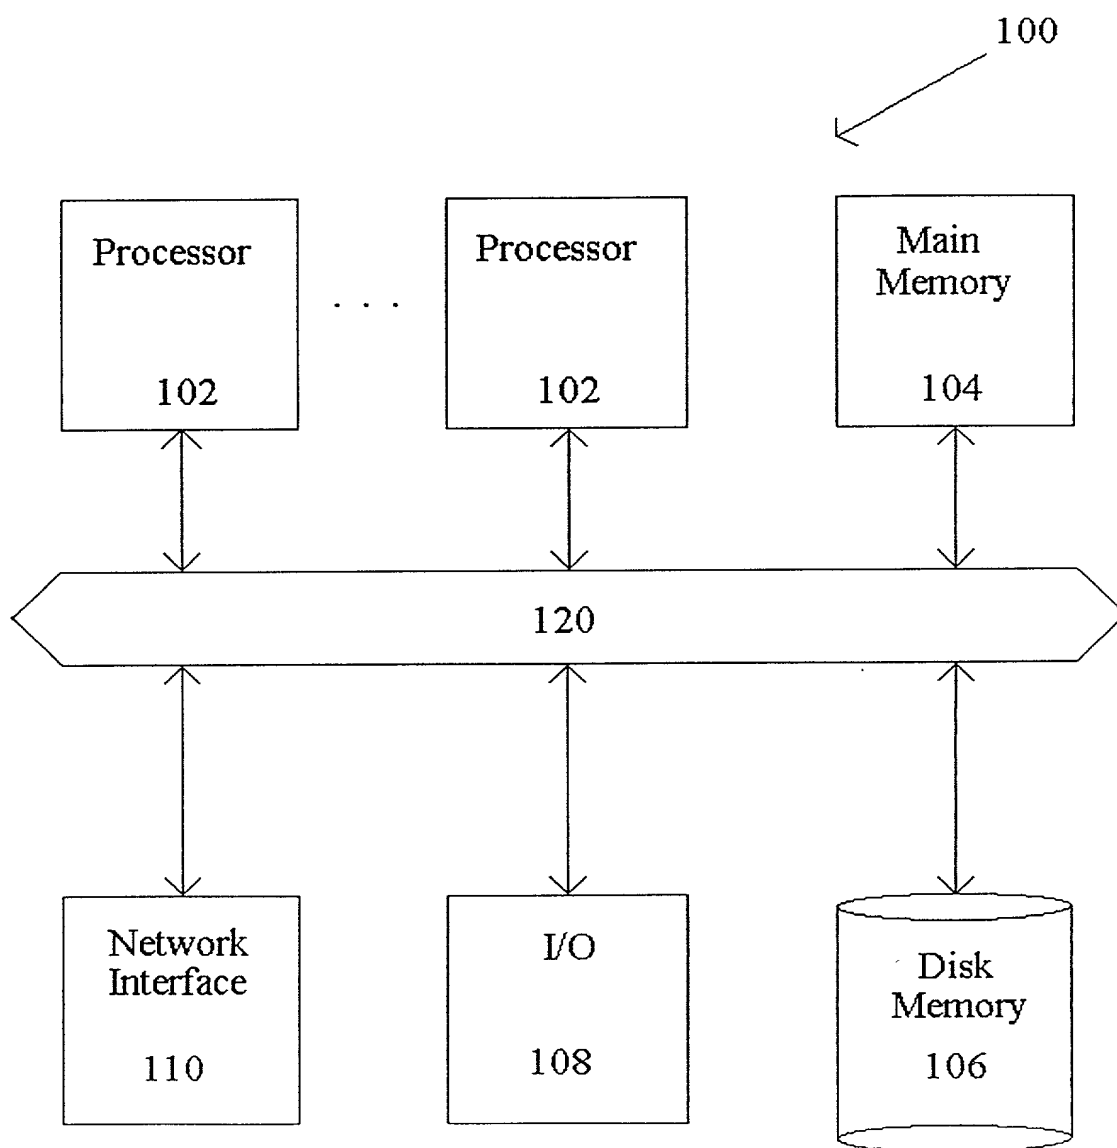 100
Processor
102
. . .
Processor
102
Main
Memory
104
120
Network
Interface
110
I/O
108
Disk
Memory
106